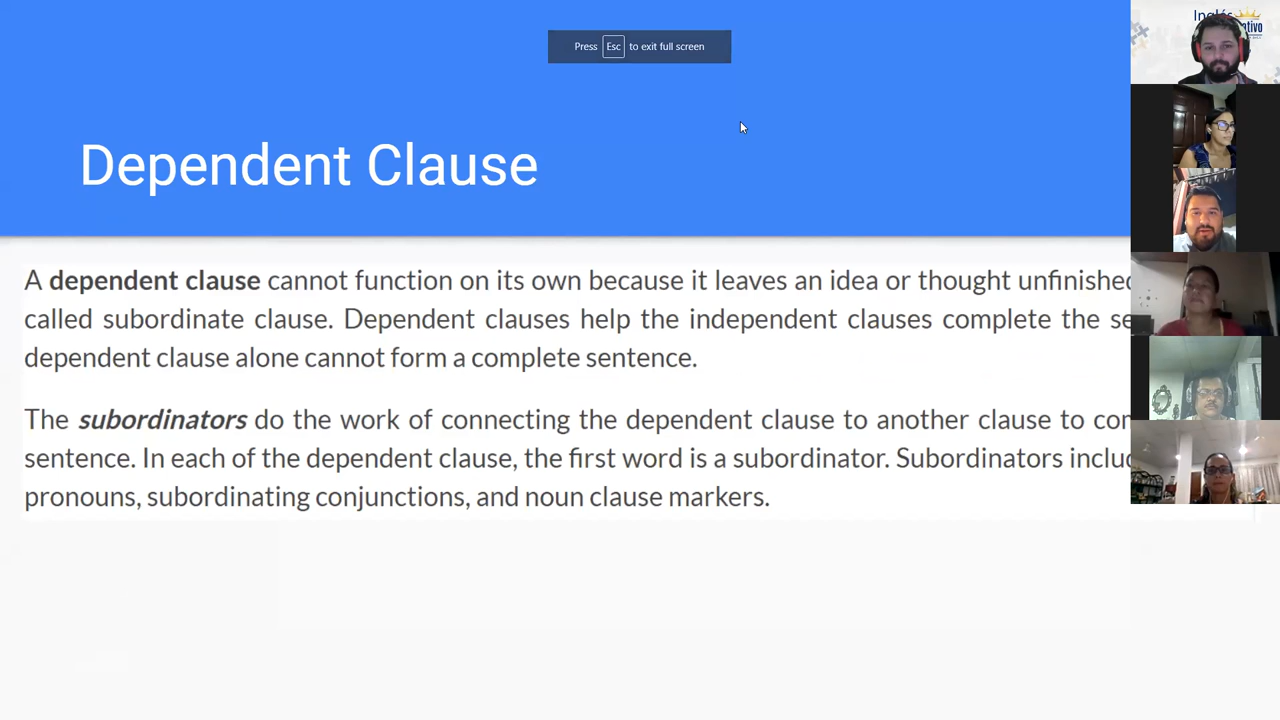 Press Esc to exit full screen
Dependent Clause
A dependent clause cannot function on its own because it leaves an idea or thought unfinished
called subordinate clause. Dependent clauses help the independent clauses complete the
dependent clause alone cannot form a complete sentence.
The subordinators do the work of connecting the dependent clause to another clause to
sentence. In each of the dependent clause, the first word is a subordinator. Subordinators
pronouns, subordinating conjunctions, and noun clause markers.
Inglés